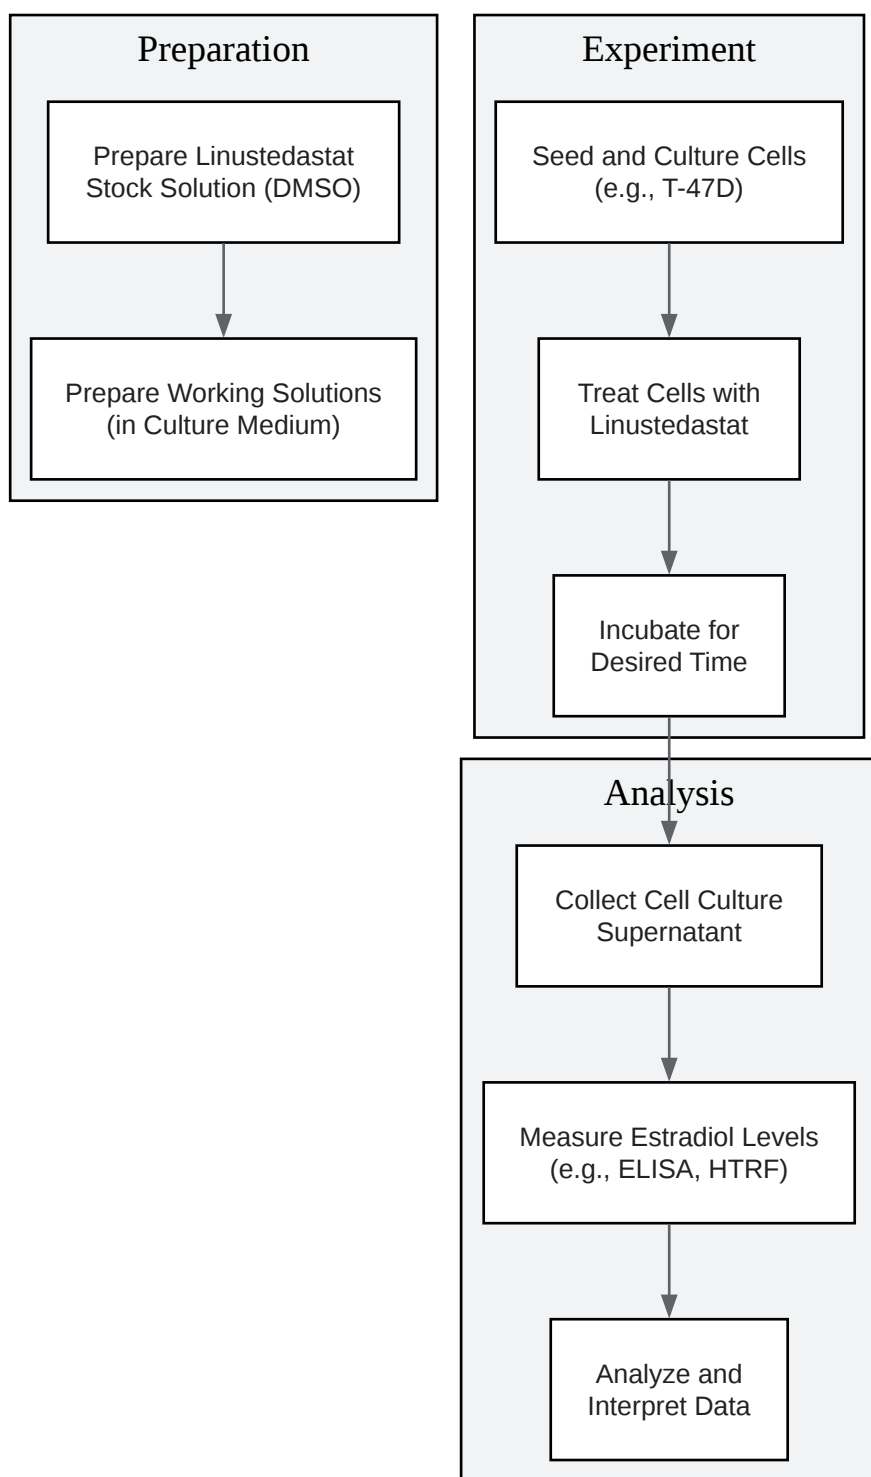 Preparation
Prepare Linustedastat
Stock Solution (DMSO)
Prepare Working Solutions
(in Culture Medium)
Experiment
Seed and Culture Cells
(e.g., T-47D)
Treat Cells with
Linustedastat
Incubate for
Desired Time
Analysis
Collect Cell Culture
Supernatant
Measure Estradiol Levels
(e.g., ELISA, HTRF)
Analyze and
Interpret Data